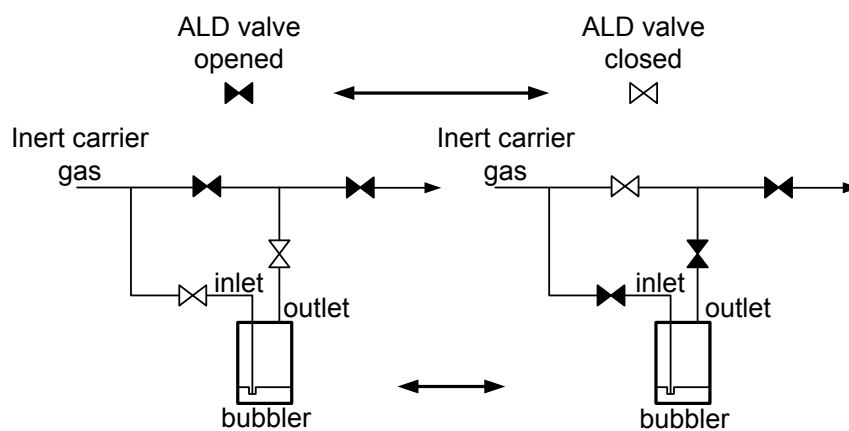 ALD valve
opened
ALD valve
closed
Inert carrier
gas
inlet
outlet
bubbler
Inert carrier
gas
inlet
outlet
bubbler